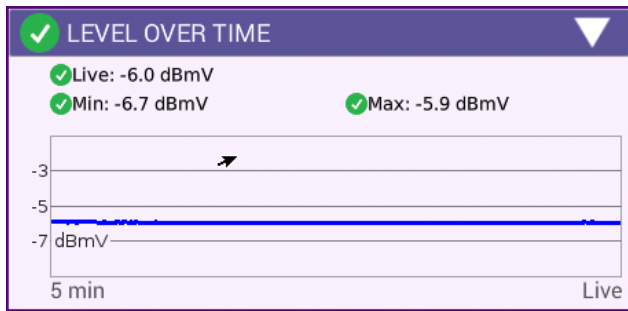 LEVEL OVER TIME
Live: -6.0 dBmV
Min: -6.7 dBmV Max: -5.9 dBmV
-3
-5
-7 dBmV
5 min Live